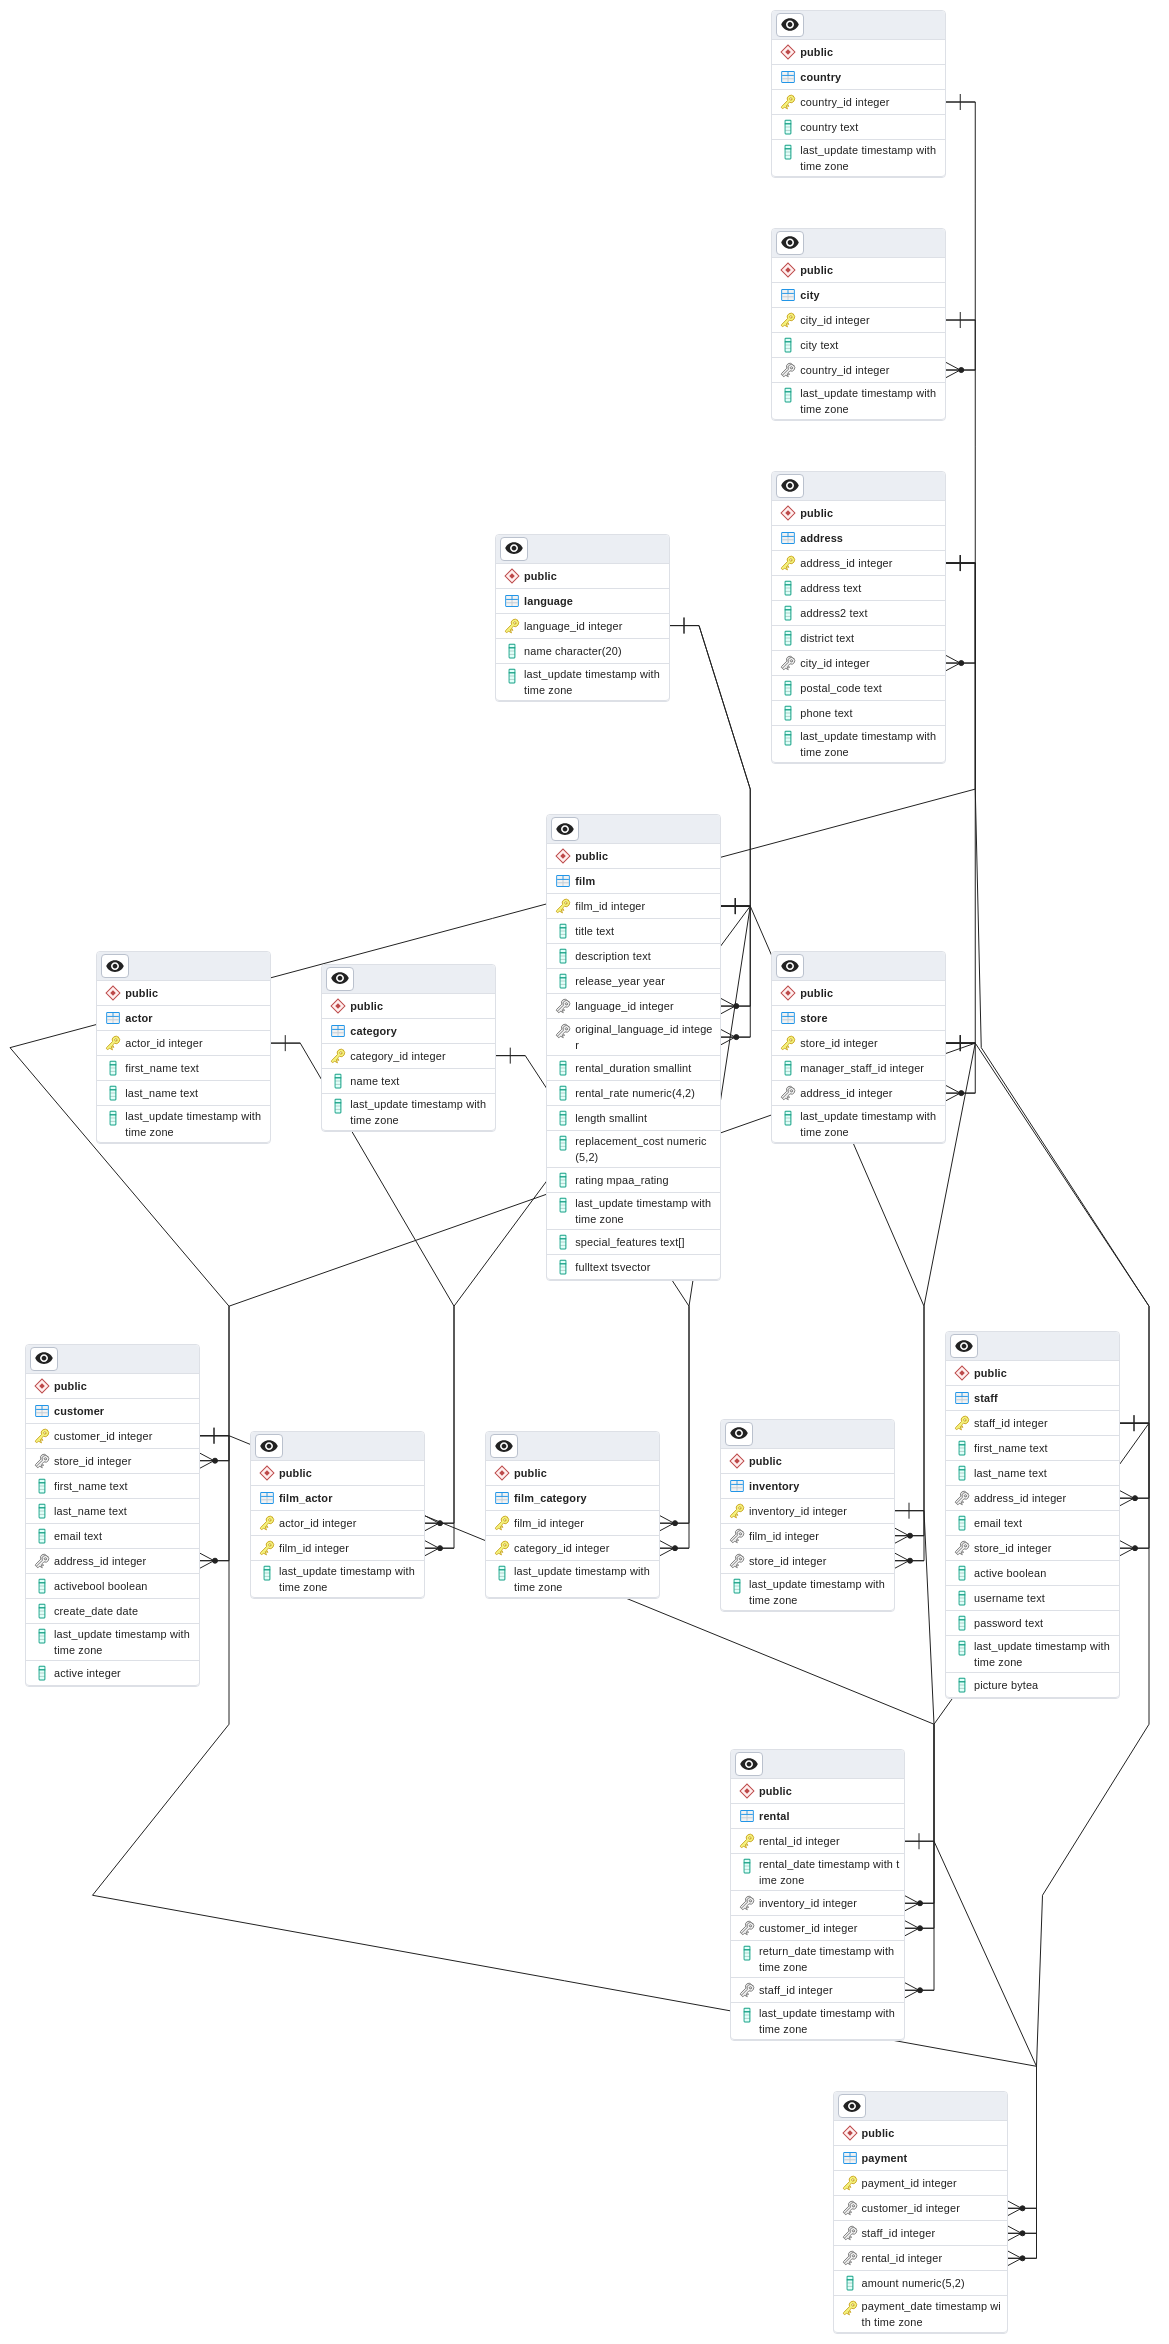 public
country
country_id integer
country text
last_update timestamp with
time zone
public
city
city_id integer
city text
country_id integer
last_update timestamp with
time zone
public
address
address_id integer
address text
address2 text
district text
city_id integer
postal_code text
phone text
last_update timestamp with
time zone
public
language
language_id integer
name character(20)
last_update timestamp with
time zone
public
film
film_id integer
title text
description text
release_year year
language_id integer
original_language_id intege
r
rental_duration smallint
rental_rate numeric(4,2)
length smallint
replacement_cost numeric
(5,2)
rating mpaa_rating
last_update timestamp with
time zone
special_features text[]
fulltext tsvector
public
actor
actor_id integer
first_name text
last_name text
last_update timestamp with
time zone
public
category
category_id integer
name text
last_update timestamp with
time zone
public
store
store_id integer
manager_staff_id integer
address_id integer
last_update timestamp with
time zone
public
customer
customer_id integer
store_id integer
first_name text
last_name text
email text
address_id integer
activebool boolean
create_date date
last_update timestamp with
time zone
active integer
public
film_actor
actor_id integer
film_id integer
last_update timestamp with
time zone
public
film_category
film_id integer
category_id integer
last_update timestamp with
time zone
public
inventory
inventory_id integer
film_id integer
store_id integer
last_update timestamp with
time zone
public
staff
staff_id integer
first_name text
last_name text
address_id integer
email text
store_id integer
active boolean
username text
password text
last_update timestamp with
time zone
picture bytea
public
rental
rental_id integer
rental_date timestamp with t
ime zone
inventory_id integer
customer_id integer
return_date timestamp with
time zone
staff_id integer
last_update timestamp with
time zone
public
payment
payment_id integer
customer_id integer
staff_id integer
rental_id integer
amount numeric(5,2)
payment_date timestamp wi
th time zone